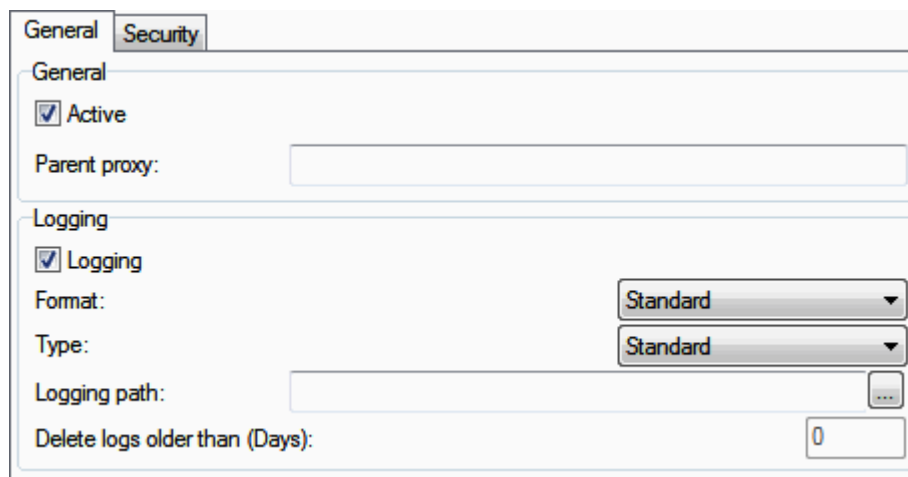 General Security
General
Active
Parent proxy:
Logging
Logging
Format: Standard
Type: Standard
Logging path: ...
Delete logs older than (Days): 0